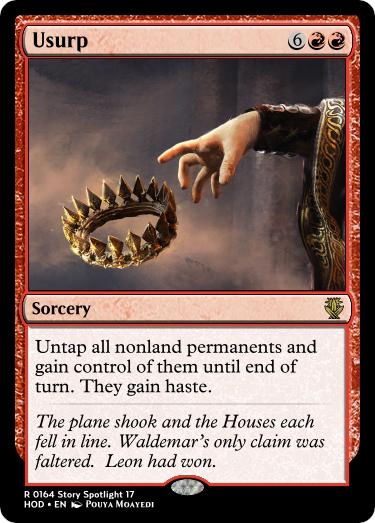 Usurp 6
Sorcery
Untap all nonland permanents and
gain control of them until end of
turn. They gain haste.
The plane shook and the Houses each
fell in line. Waldemar's only claim was
faltered.  Leon had won.
R 0164 Story Spotlight 17
HOD • EN Pouya Moayedi